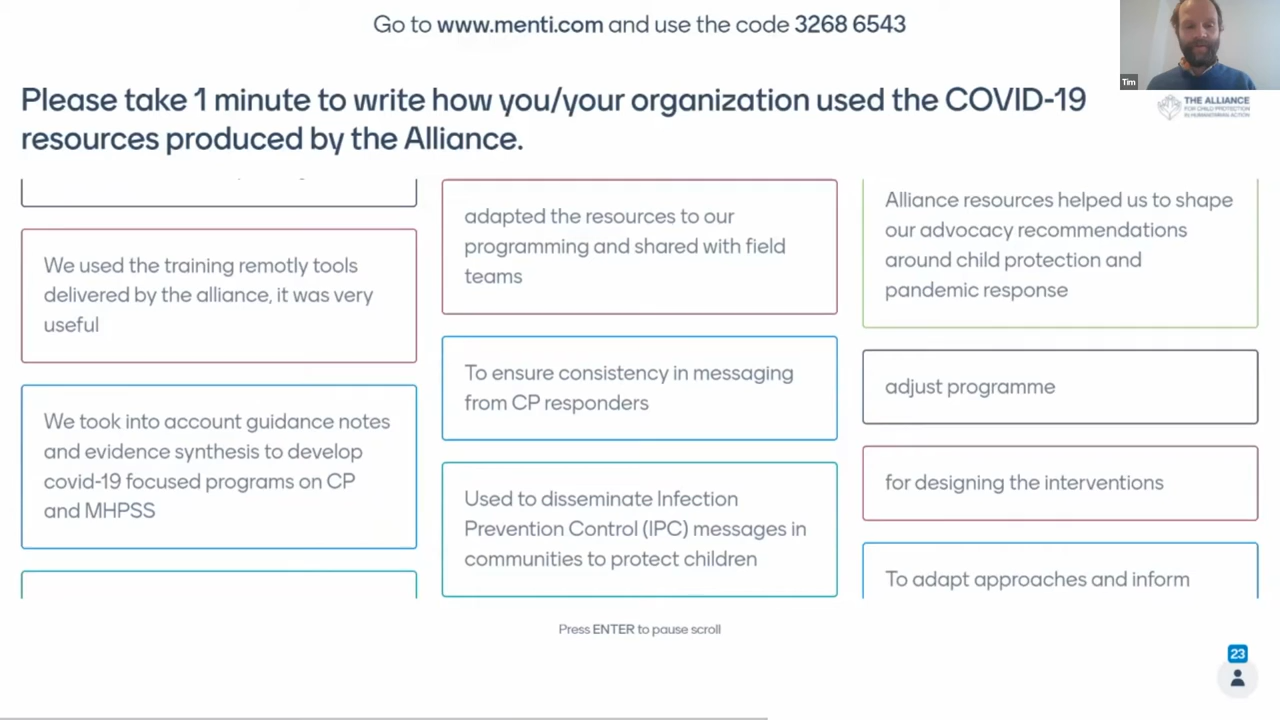 Go to www.menti.com and use the code 3268 6543
Tim
Please take 1 minute to write how you/your organization used the COVID-19
resources produced by the Alliance.
THE ALLIANCE
FOR CHILD PROTECTION
IN HUMANITARIAN ACTION
We used the training remotly tools
delivered by the alliance, it was very
useful
We took into account guidance notes
and evidence synthesis to develop
covid-19 focused programs on CP
and MHPSS
adapted the resources to our
programming and shared with field
teams
To ensure consistency in messaging
from CP responders
Used to disseminate Infection
Prevention Control (IPC) messages in
communities to protect children
Alliance resources helped us to shape
our advocacy recommendations
around child protection and
pandemic response
adjust programme
for designing the interventions
To adapt approaches and inform
Press ENTER to pause scroll
23